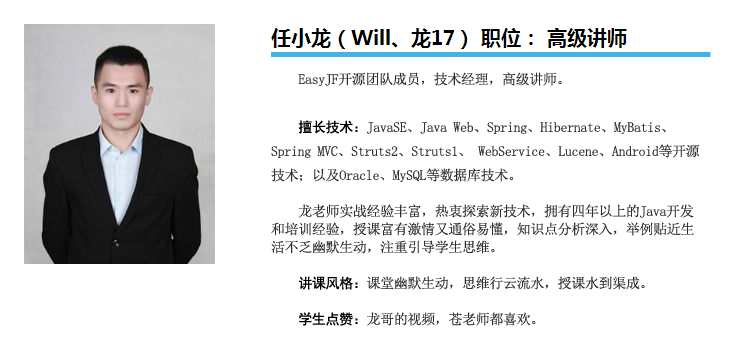 任小龙（Will、龙17） 职位： 高级讲师
EasyJF开源团队成员，技术经理，高级讲师。
擅长技术：JavaSE、Java Web、Spring、Hibernate、MyBatis、
Spring MVC、Struts2、Struts1、 WebService、Lucene、Android等开源
技术；以及Oracle、MySQL等数据库技术。
龙老师实战经验丰富，热衷探索新技术，拥有四年以上的Java开发
和培训经验，授课富有激情又通俗易懂，知识点分析深入，举例贴近生
活不乏幽默生动，注重引导学生思维。
讲课风格：课堂幽默生动，思维行云流水，授课水到渠成。
学生点赞：龙哥的视频，苍老师都喜欢。